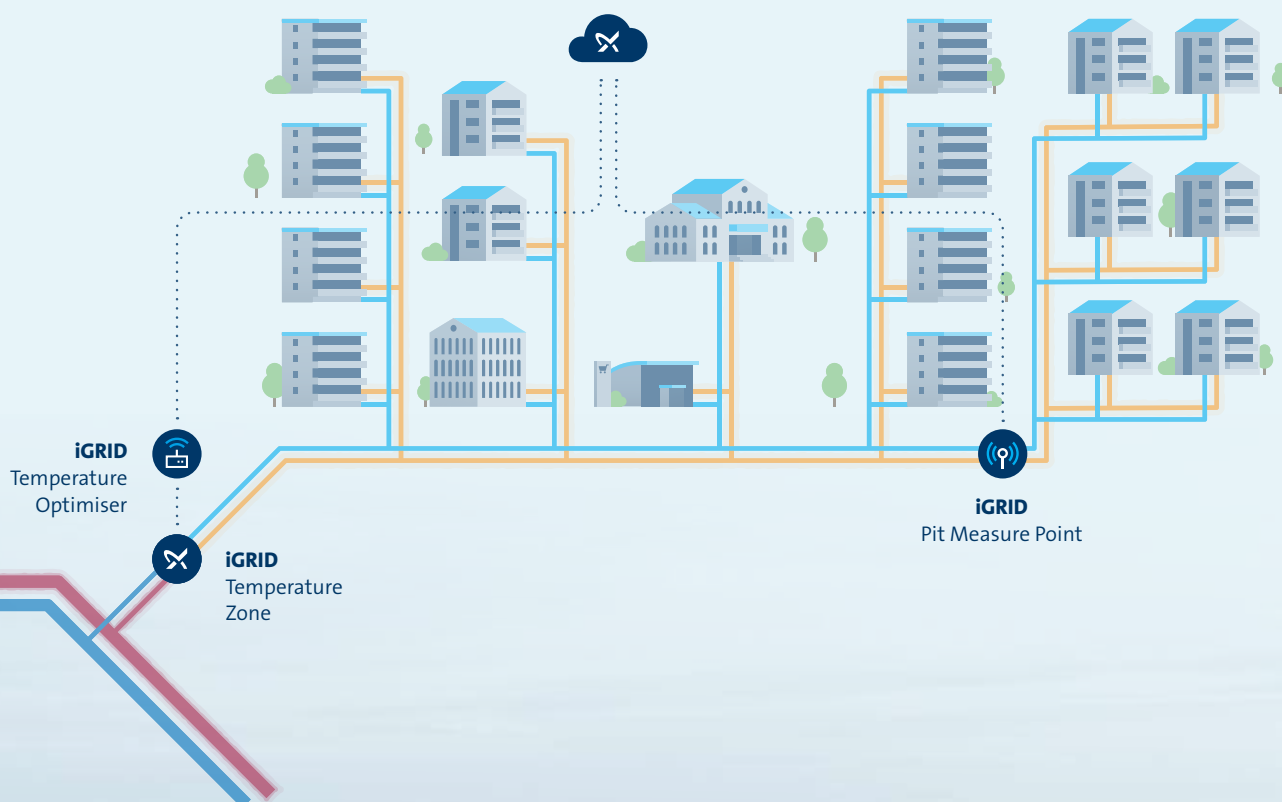 iGRID
Temperature
Optimiser
iGRID
Temperature
Zone
iGRID
Pit Measure Point